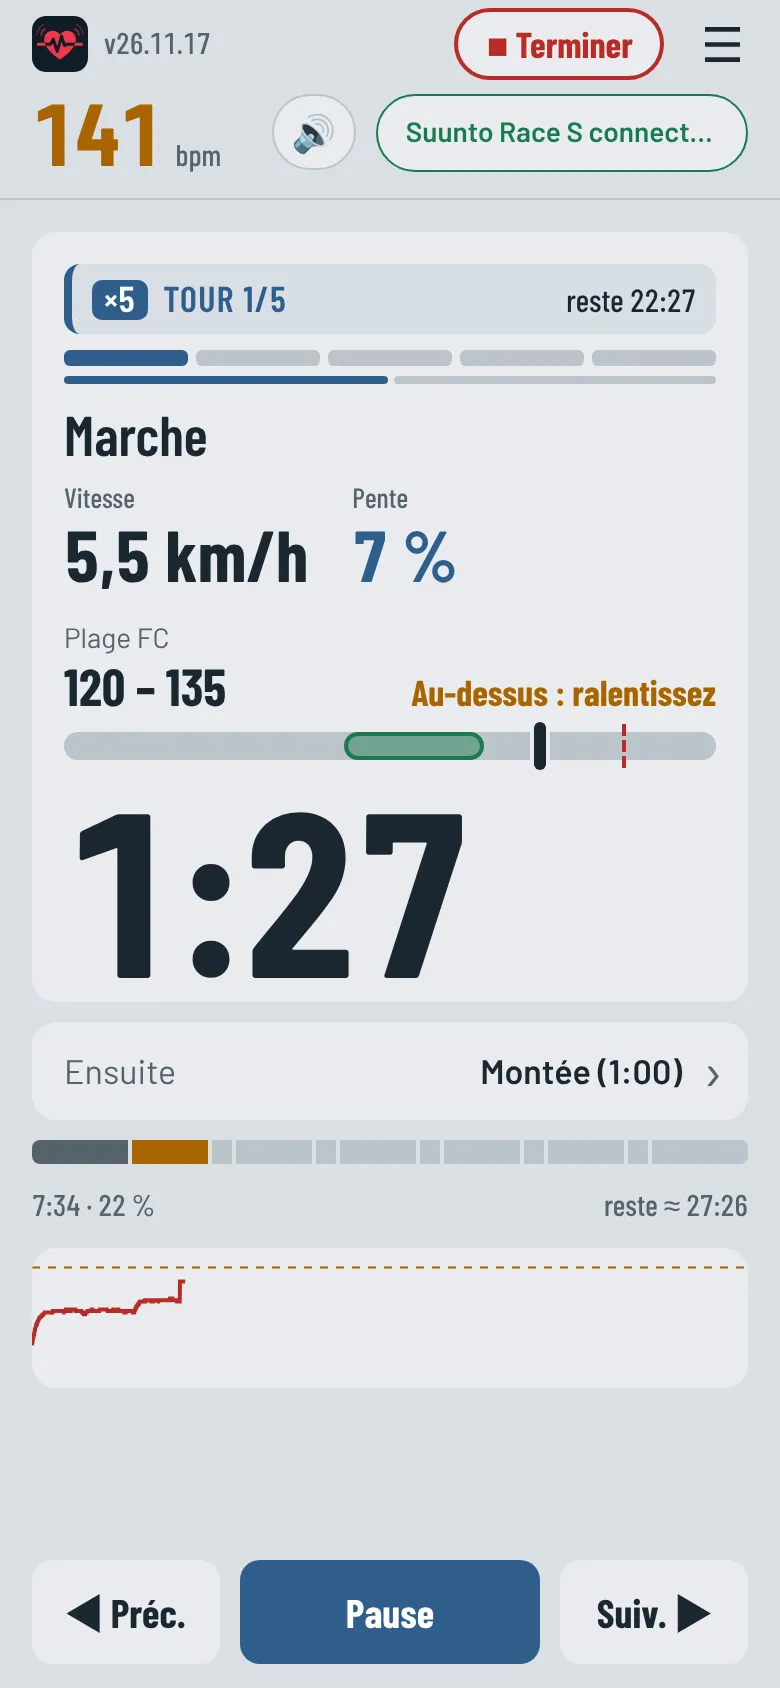 v26.11.17
■ Terminer
☰
141 bpm
Suunto Race S connect...
×5 TOUR 1/5
reste 22:27
Marche
Vitesse
Pente
5,5 km/h
7 %
Plage FC
120 – 135
Au-dessus : ralentissez
1:27
Ensuite
Montée (1:00) ›
7:34 · 22 %
reste ≈ 27:26
◀ Préc.
Pause
Suiv. ▶